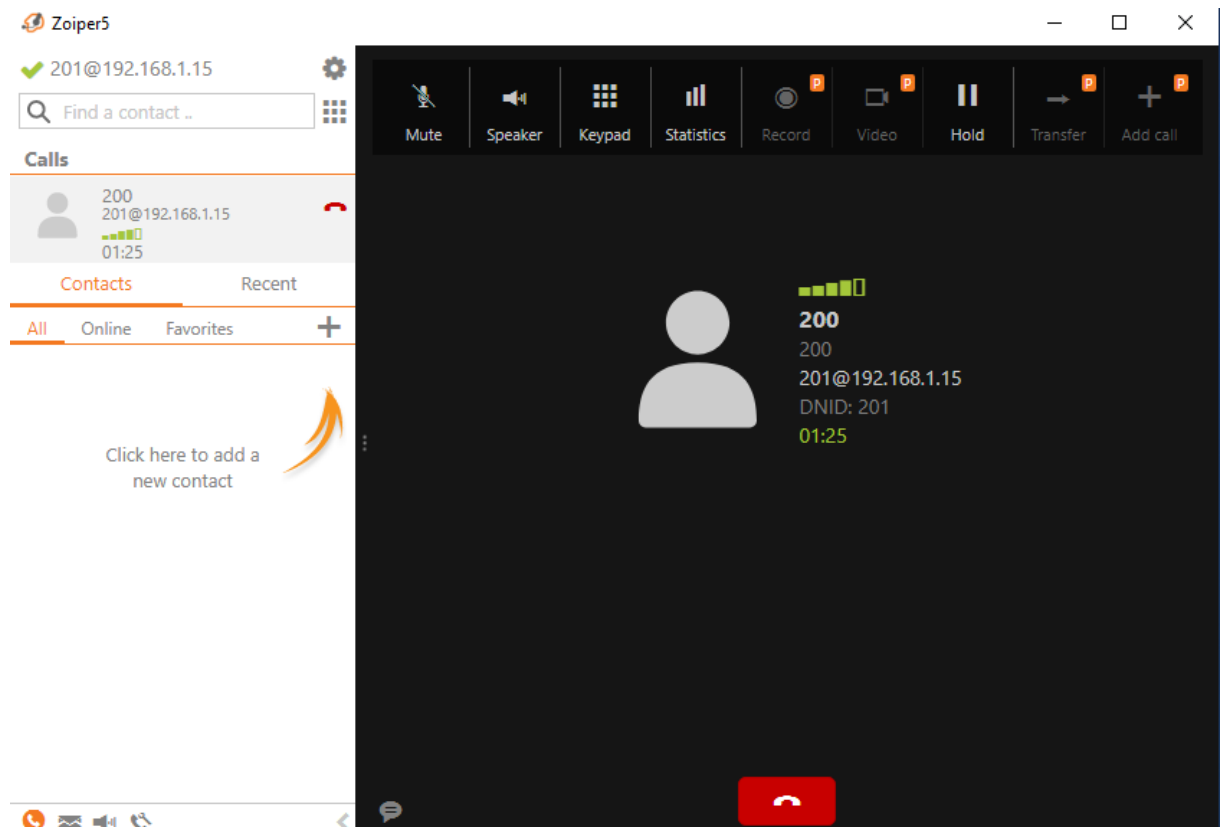 Zoiper5
201@192.168.1.15
Find a contact ..
Calls
200
201@192.168.1.15
01:25
Contacts Recent
All Online Favorites
Click here to add a
new contact
P P P P
Mute Speaker Keypad Statistics Record Video Hold Transfer Add call
200
200
201@192.168.1.15
DNID: 201
01:25